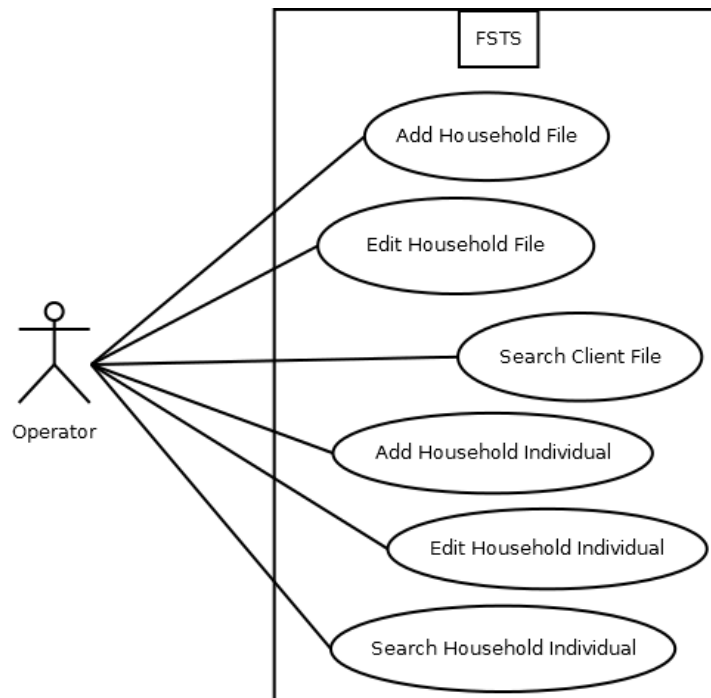 FSTS
Add Household File
Edit Household File
Search Client File
Operator
Add Household Individual
Edit Household Individual
Search Household Individual